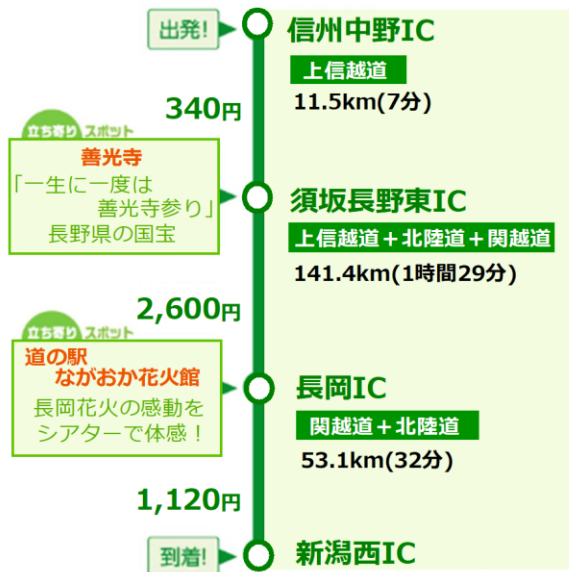 出発!
信州中野IC
上信越道
11.5km(7分)
340円
立ち寄りスポット
善光寺
「一生に一度は
善光寺参り」
長野県の国宝
須坂長野東IC
上信越道＋北陸道＋関越道
141.4km(1時間29分)
2,600円
立ち寄りスポット
道の駅
ながおか花火館
長岡花火の感動を
シアターで体感！
長岡IC
関越道＋北陸道
53.1km(32分)
1,120円
到着!
新潟西IC